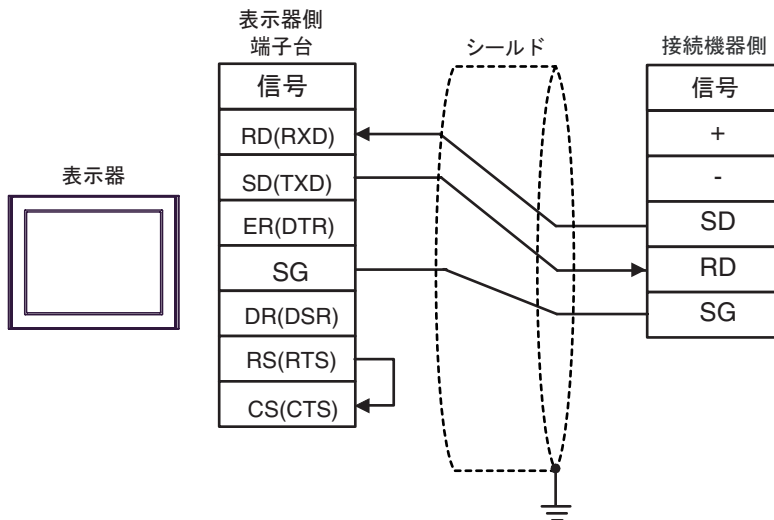 表示器側
端子台
シールド
接続機器側
表示器
信号
RD(RXD)
SD(TXD)
ER(DTR)
SG
DR(DSR)
RS(RTS)
CS(CTS)
信号
+
-
SD
RD
SG